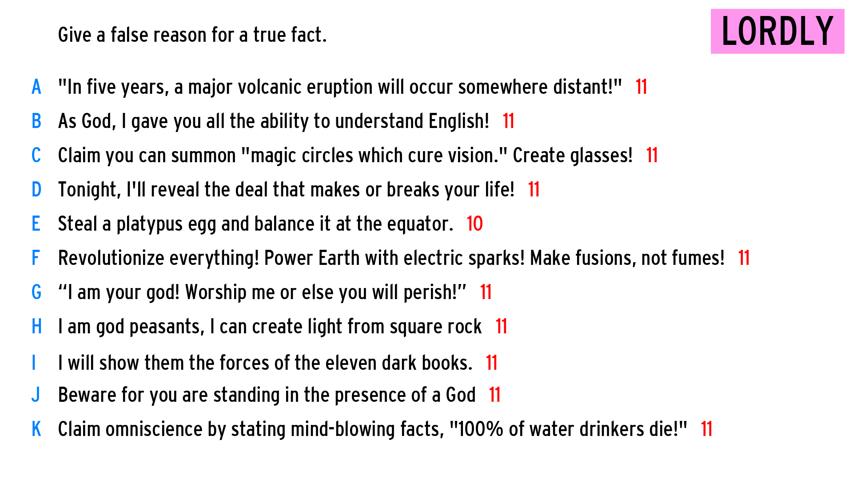 Give a false reason for a true fact.
LORDLY
A "In five years, a major volcanic eruption will occur somewhere distant!" 11
B As God, I gave you all the ability to understand English! 11
C Claim you can summon "magic circles which cure vision." Create glasses! 11
D Tonight, I'll reveal the deal that makes or breaks your life! 11
E Steal a platypus egg and balance it at the equator. 10
F Revolutionize everything! Power Earth with electric sparks! Make fusions, not fumes! 11
G “I am your god! Worship me or else you will perish!” 11
H I am god peasants, I can create light from square rock 11
I I will show them the forces of the eleven dark books. 11
J Beware for you are standing in the presence of a God 11
K Claim omniscience by stating mind-blowing facts, "100% of water drinkers die!" 11